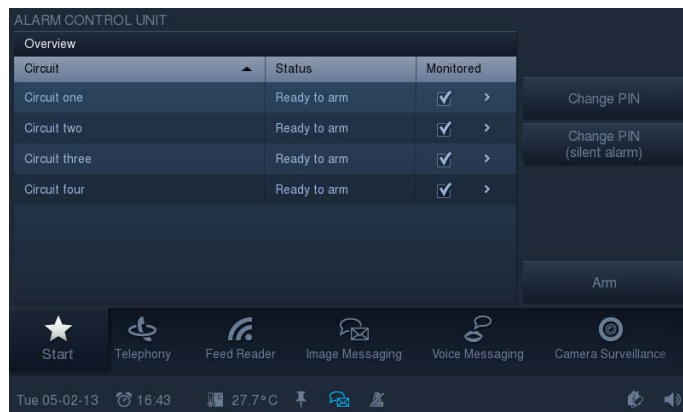 ALARM CONTROL UNIT
Overview
Circuit Status Monitored
Circuit one Ready to arm
Circuit two Ready to arm
Circuit three Ready to arm
Circuit four Ready to arm
Change PIN
Change PIN
(silent alarm)
Arm
Start Telephony Feed Reader Image Messaging Voice Messaging Camera Surveillance
Tue 05-02-13 16:43 27.7°C